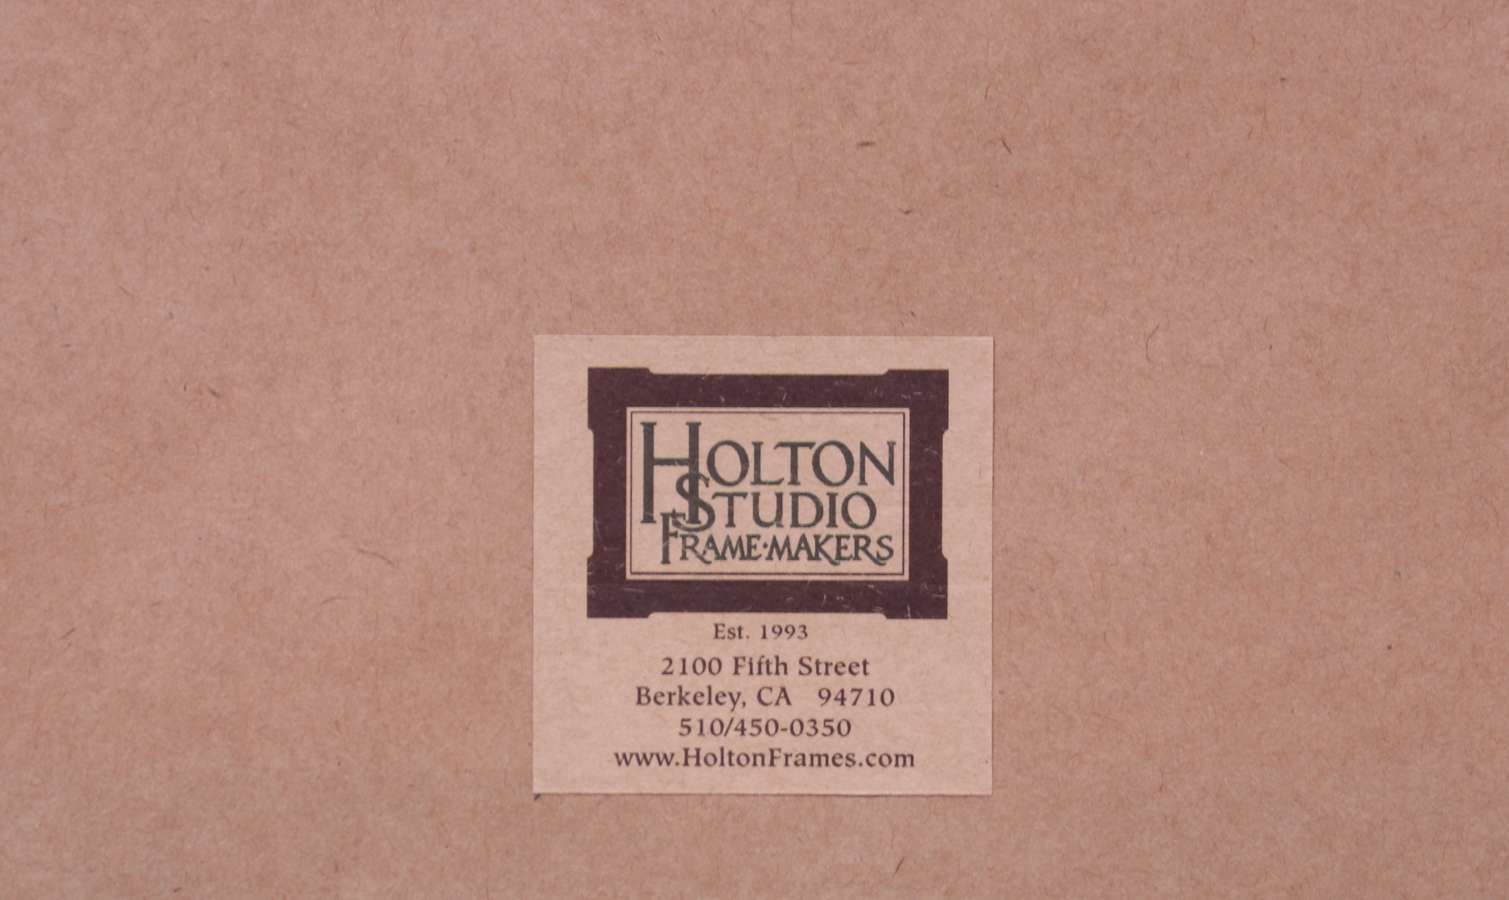 HOLTON
STUDIO
FRAME·MAKERS
Est. 1993
2100 Fifth Street
Berkeley, CA 94710
510/450-0350
www.HoltonFrames.com